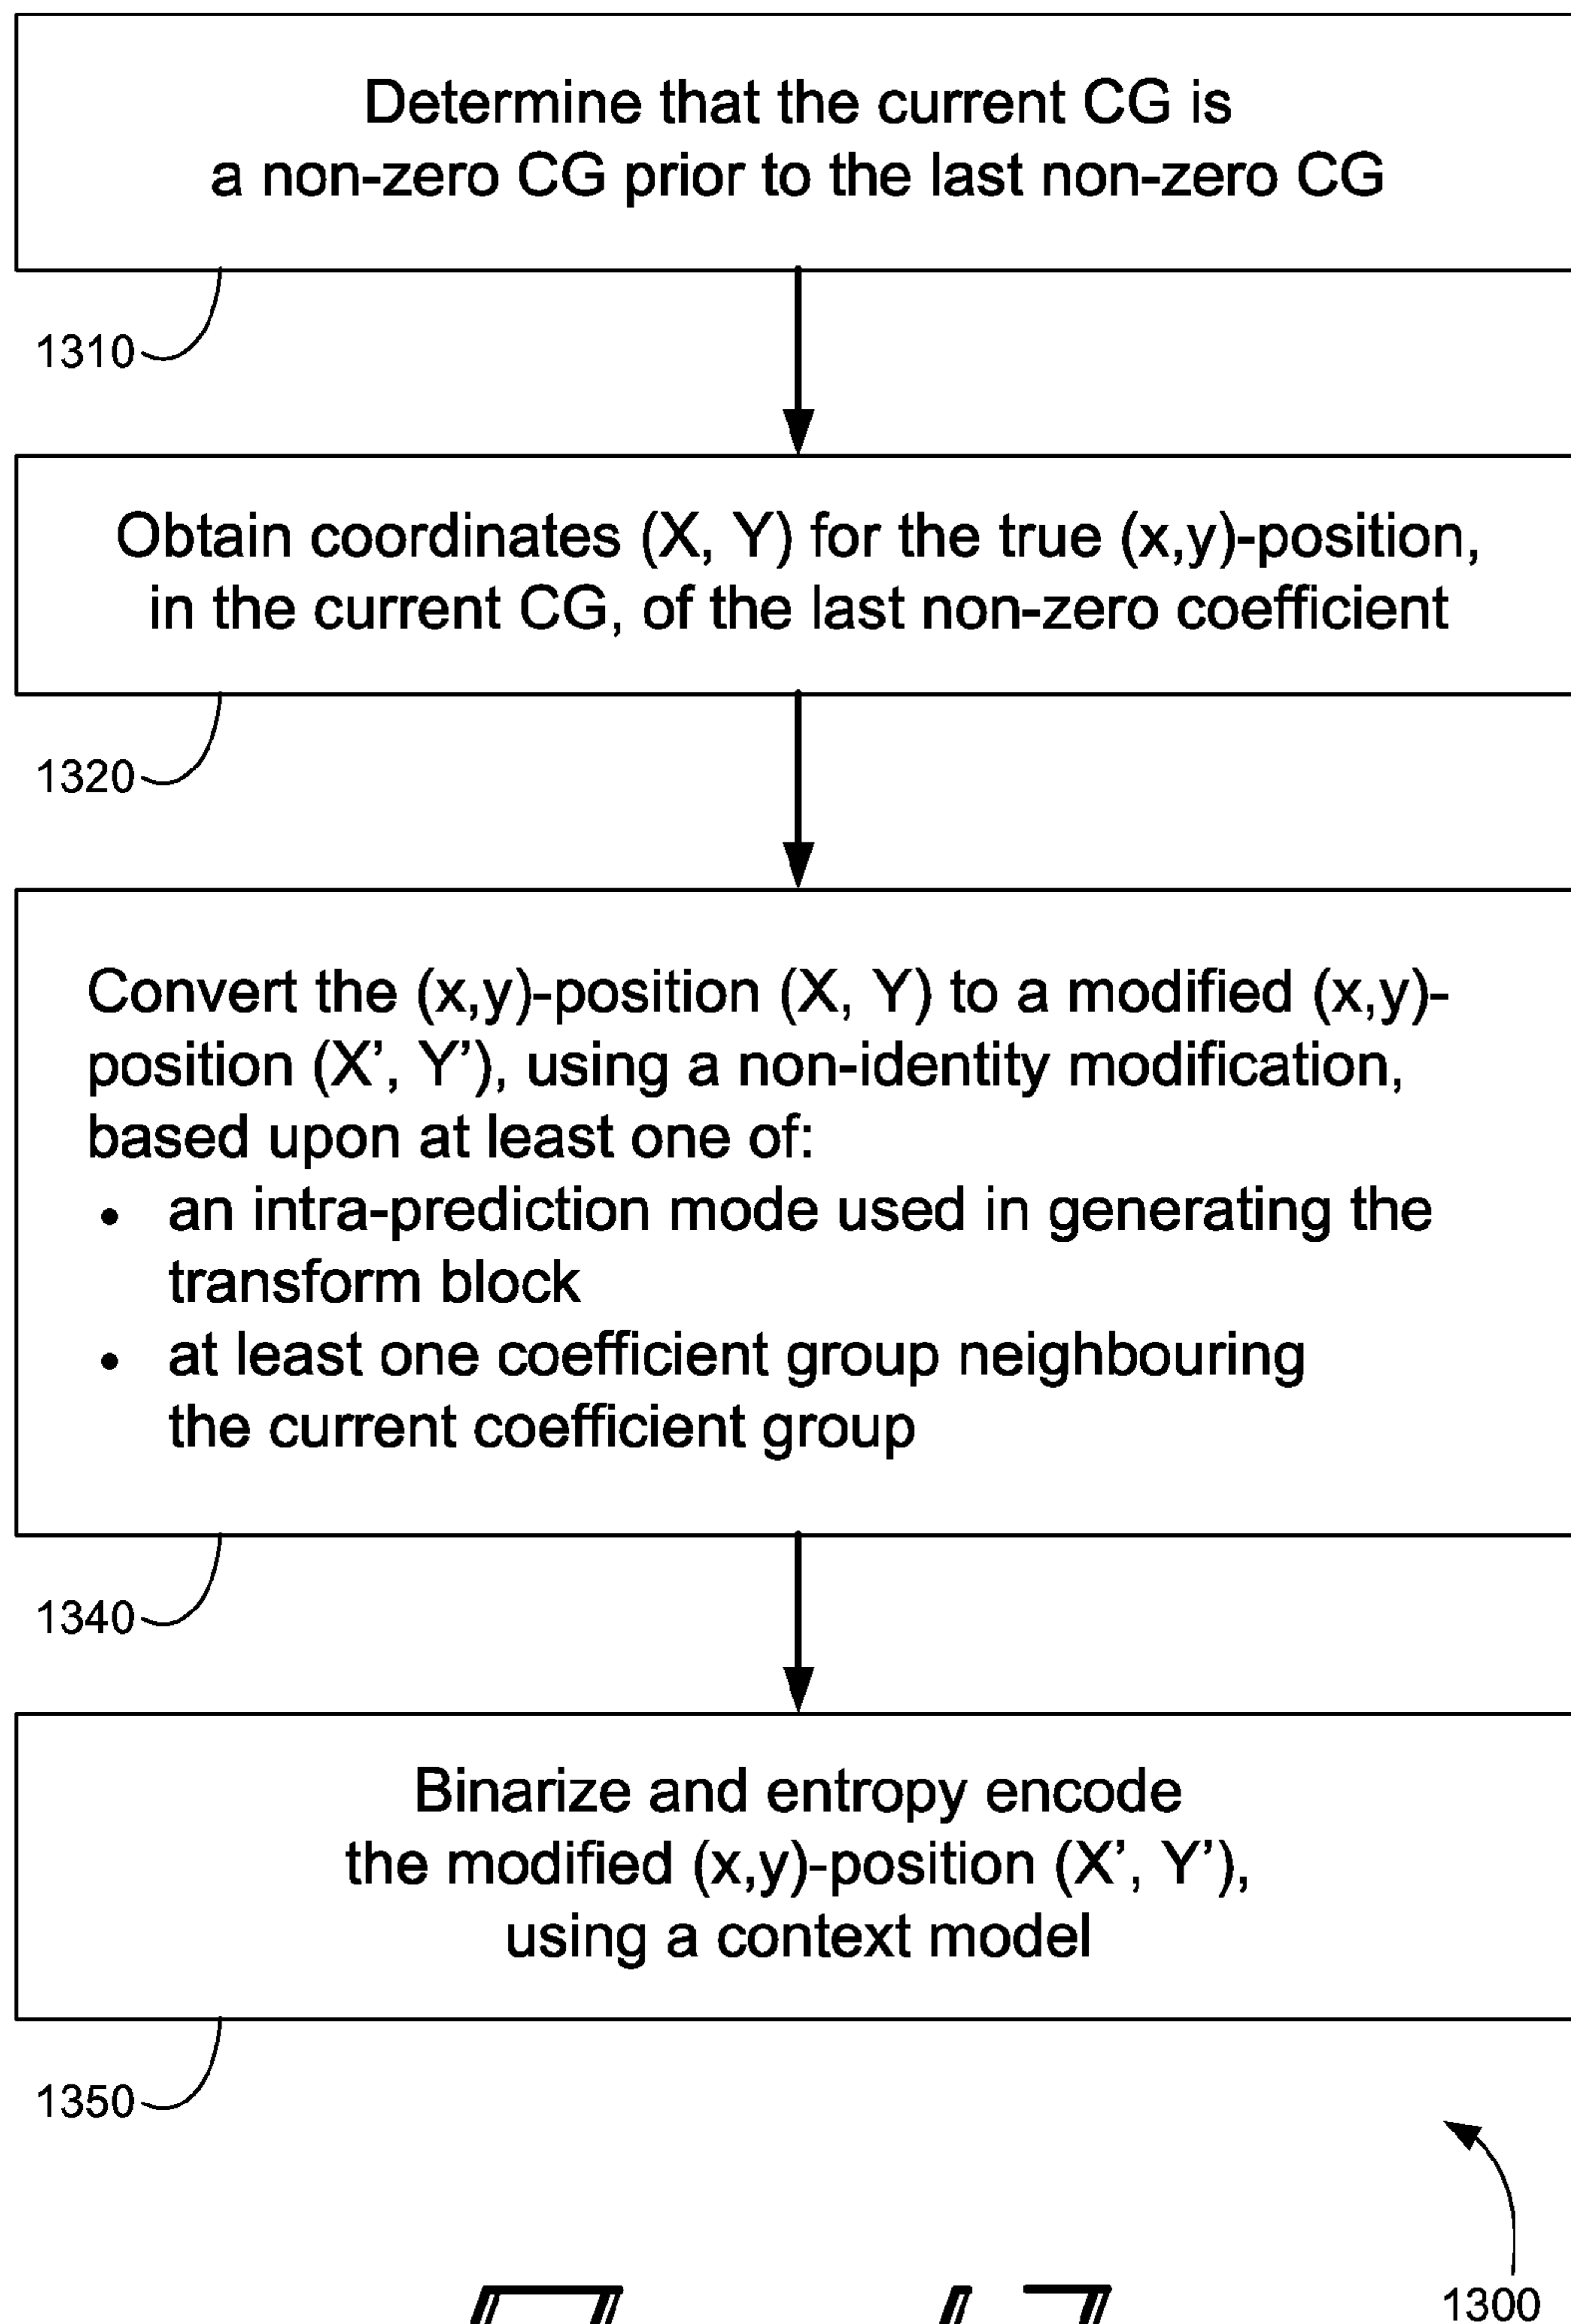 Determine that the current CG is
a non-zero CG prior to the last non-zero CG
1310
Obtain coordinates (X, Y) for the true (x,y)-position,
in the current CG, of the last non-zero coefficient
1320
Convert the (x,y)-position (X, Y) to a modified (x,y)-
position (X’, Y’), using a non-identity modification,
based upon at least one of:
• an intra-prediction mode used in generating the
transform block
• at least one coefficient group neighbouring
the current coefficient group
1340
Binarize and entropy encode
the modified (x,y)-position (X’, Y’),
using a context model
1350
1300